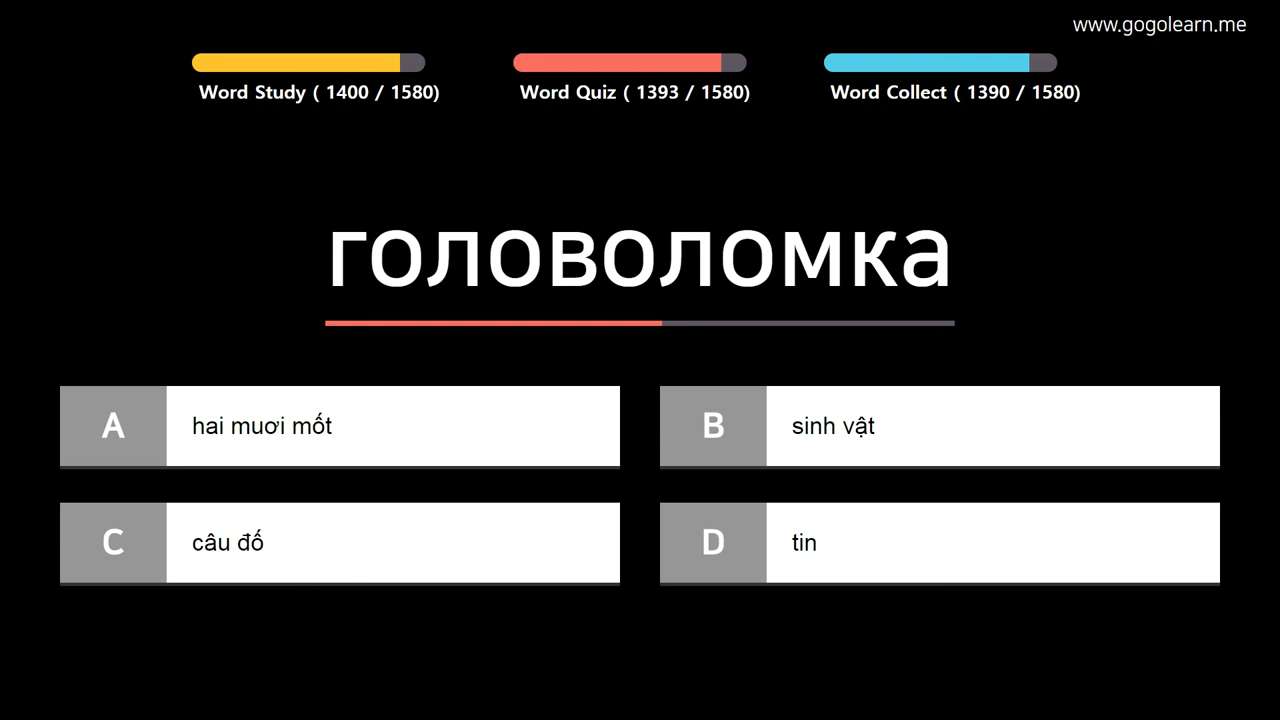 www.gogolearn.me
Word Study ( 1400 / 1580)
Word Quiz ( 1393 / 1580)
Word Collect ( 1390 / 1580)
головоломка
A
hai mươi mốt
B
sinh vật
C
câu đố
D
tin